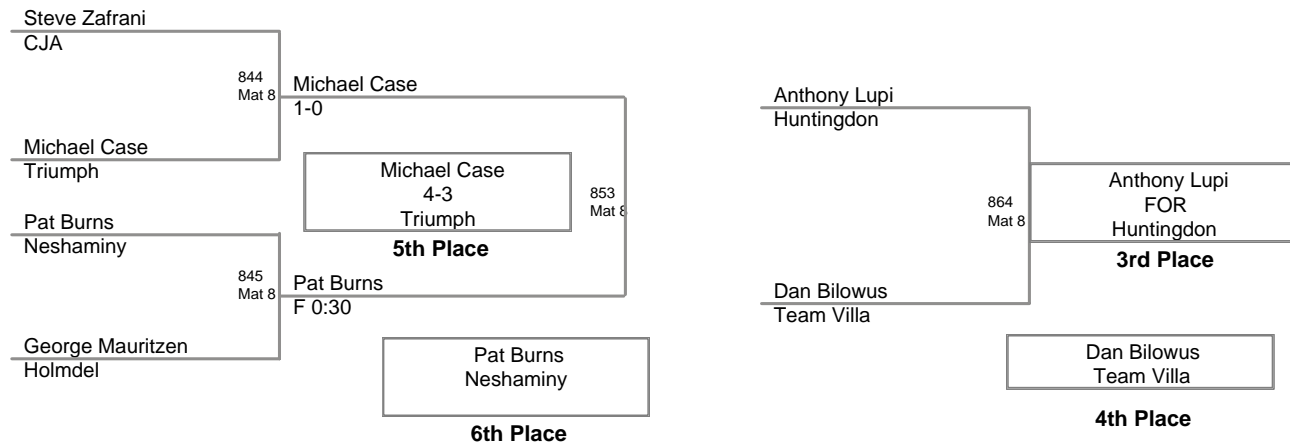 Steve Zafrani
CJA
844
Mat 8
Michael Case
1-0
Michael Case
Triumph
Michael Case
4-3
Triumph
5th Place
853
Mat 8
Pat Burns
Neshaminy
845
Mat 8
Pat Burns
F 0:30
George Mauritzen
Holmdel
Pat Burns
Neshaminy
6th Place
Anthony Lupi
Huntingdon
864
Mat 8
Anthony Lupi
FOR
Huntingdon
3rd Place
Dan Bilowus
Team Villa
Dan Bilowus
Team Villa
4th Place